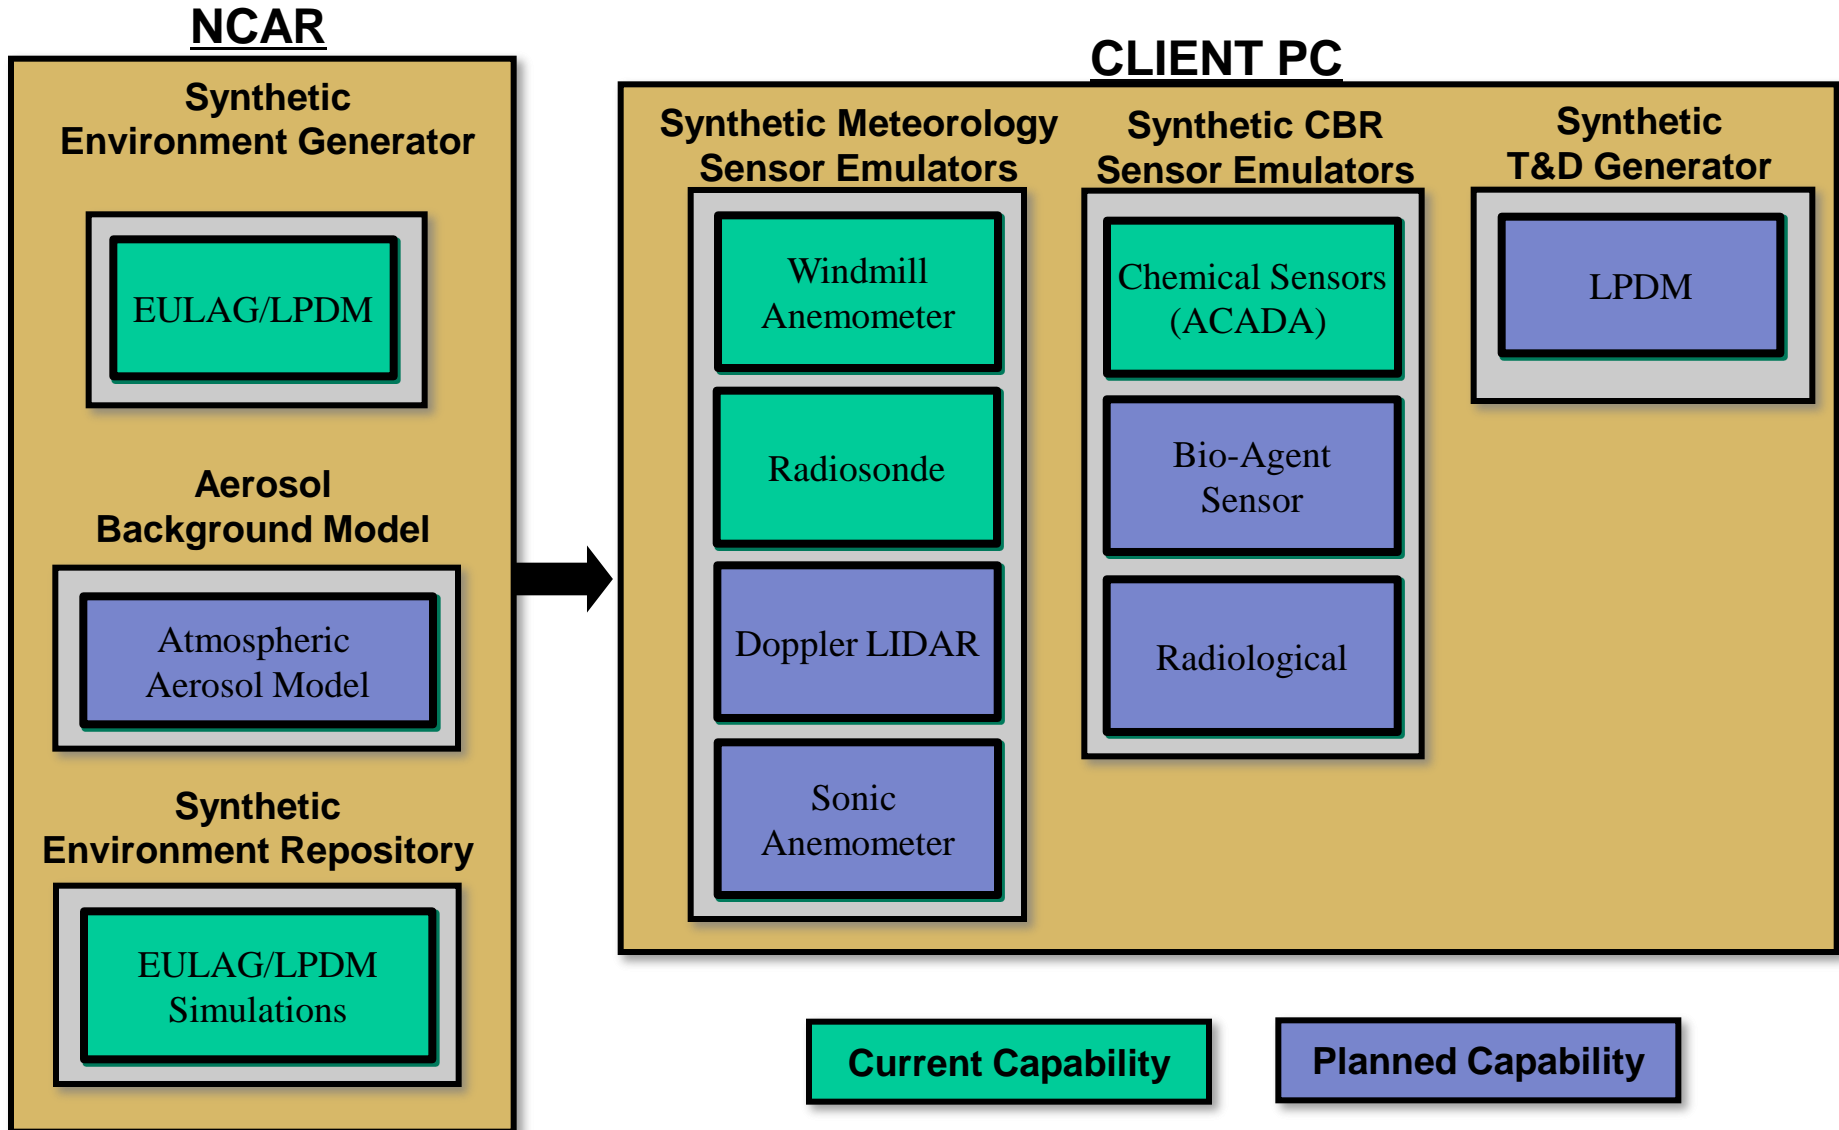 NCAR
Synthetic
Environment Generator
EULAG/LPDM
Aerosol
Background Model
Atmospheric
Aerosol Model
Synthetic
Environment Repository
EULAG/LPDM
Simulations
CLIENT PC
Synthetic Meteorology
Sensor Emulators
Windmill
Anemometer
Radiosonde
Doppler LIDAR
Sonic
Anemometer
Synthetic CBR
Sensor Emulators
Chemical Sensors
(ACADA)
Bio-Agent
Sensor
Radiological
Synthetic
T&D Generator
LPDM
Current Capability
Planned Capability